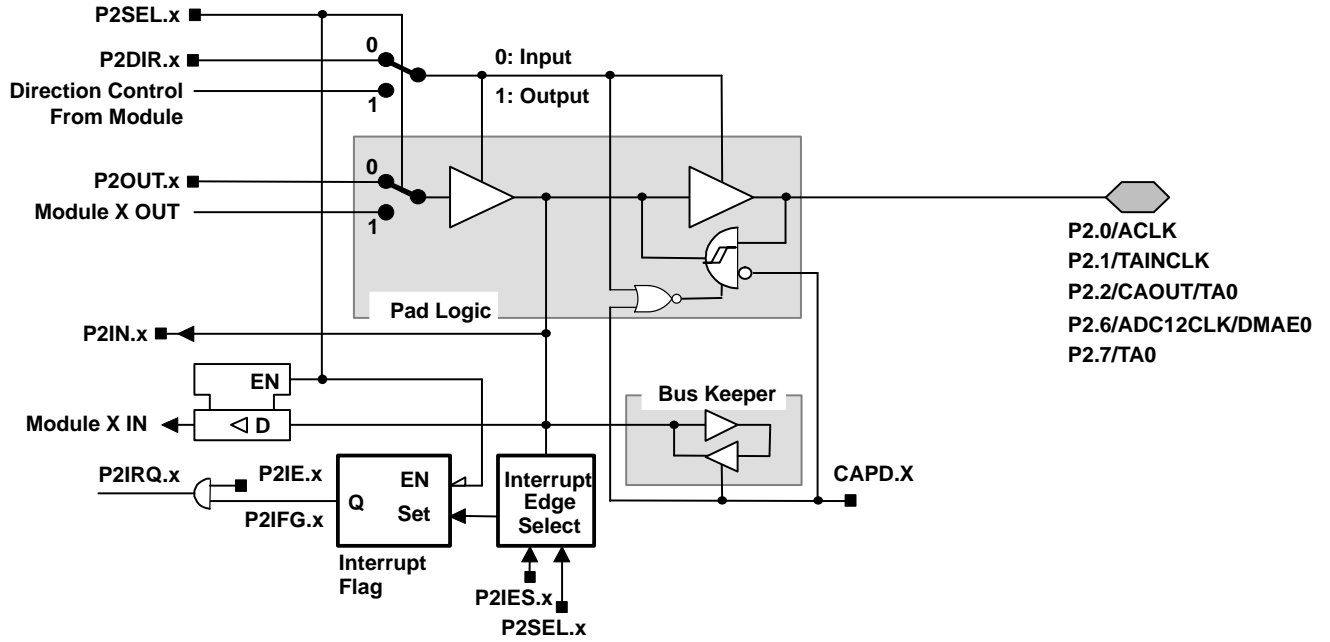 P2SEL.x
P2DIR.x
0
0: Input
Direction Control
From Module
1
1: Output
P2OUT.x
0
Module X OUT
1
P2.0/ACLK
P2.1/TAINCLK
P2.2/CAOUT/TA0
P2.6/ADC12CLK/DMAE0
P2.7/TA0
Pad Logic
P2IN.x
EN
Bus Keeper
Module X IN
D
P2IRQ.x
P2IE.x
P2IFG.x
EN
Q
Set
Interrupt
Flag
Interrupt
Edge
Select
CAPD.X
P2IES.x
P2SEL.x